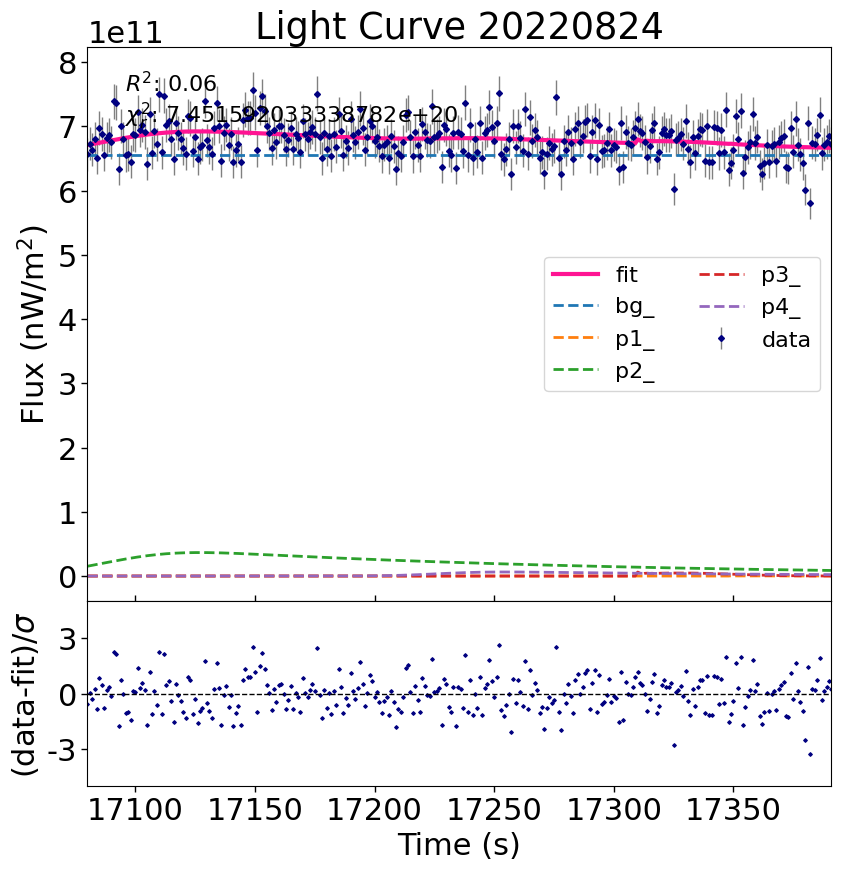 Light Curve 20220824
1e11
R²: 0.06
χ²: 7.451592033338782e+20
8
7
6
5
4
3
2
1
0
Flux (nW/m²)
fit
bg_
p1_
p2_
p3_
p4_
data
3
0
-3
(data-fit)/σ
17100 17150 17200 17250 17300 17350
Time (s)